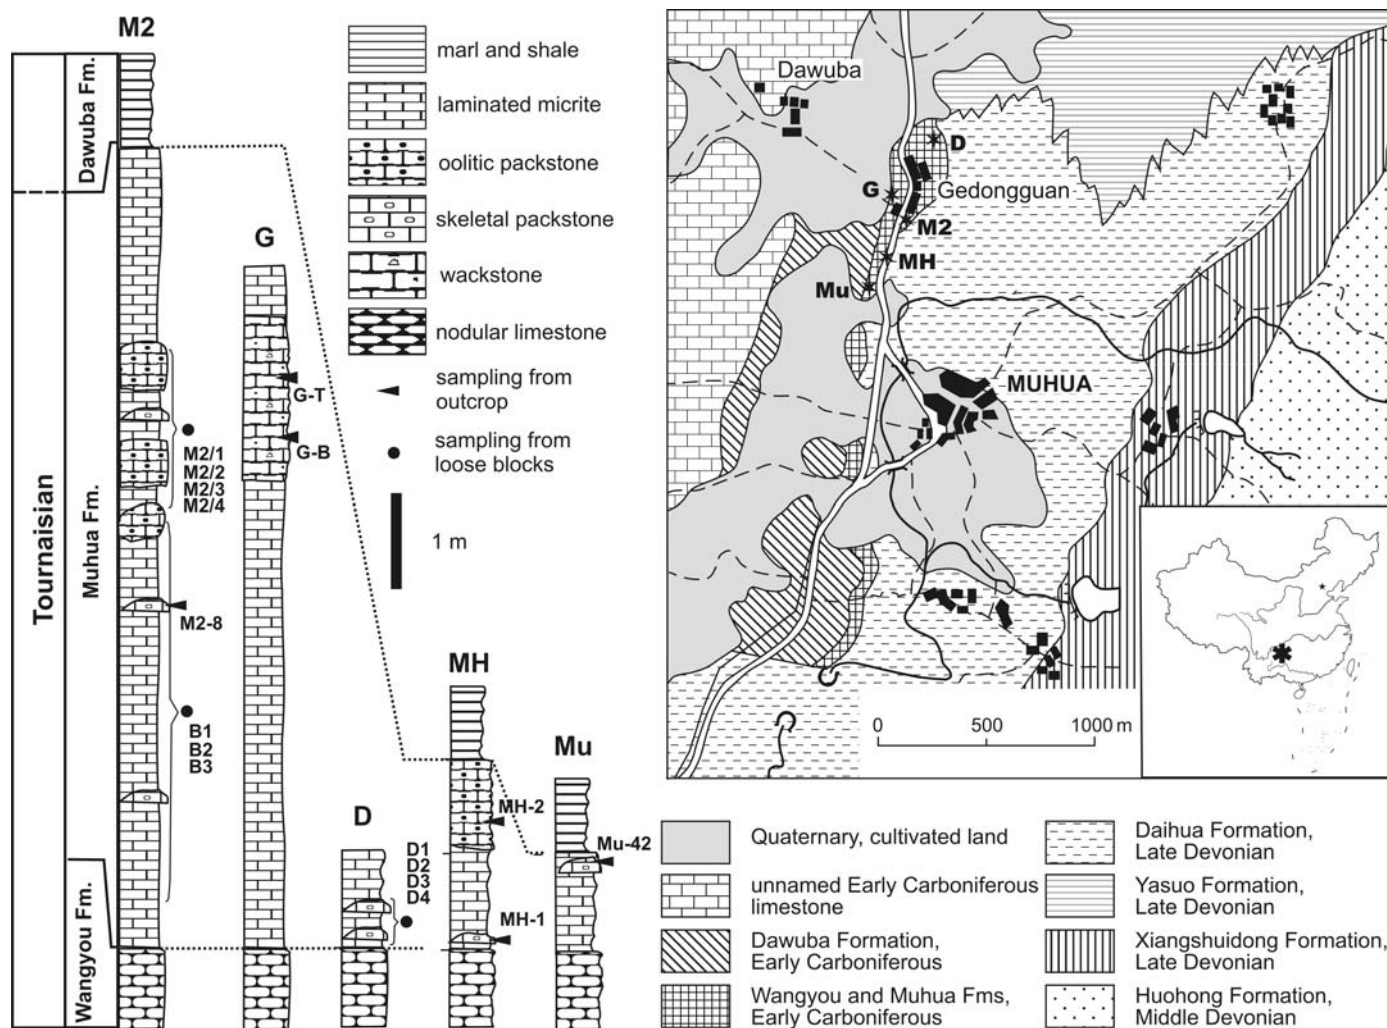 M2
Tournaisian
Dawuba Fm.
Muhua Fm.
Wangyou Fm.
M2/1
M2/2
M2/3
M2/4
M2-8
B1
B2
B3
G
G-T
G-B
D
D1
D2
D3
D4
MH
MH-2
MH-1
Mu
Mu-42
marl and shale
laminated micrite
oolitic packstone
skeletal packstone
wackstone
nodular limestone
sampling from
outcrop
sampling from
loose blocks
1 m
Dawuba
D
G
Gedongguan
M2
MH
Mu
MUHUA
0
500
1000 m
Quaternary, cultivated land
unnamed Early Carboniferous
limestone
Dawuba Formation,
Early Carboniferous
Wangyou and Muhua Fms,
Early Carboniferous
Daihua Formation,
Late Devonian
Yasuo Formation,
Late Devonian
Xiangshuidong Formation,
Late Devonian
Huohong Formation,
Middle Devonian